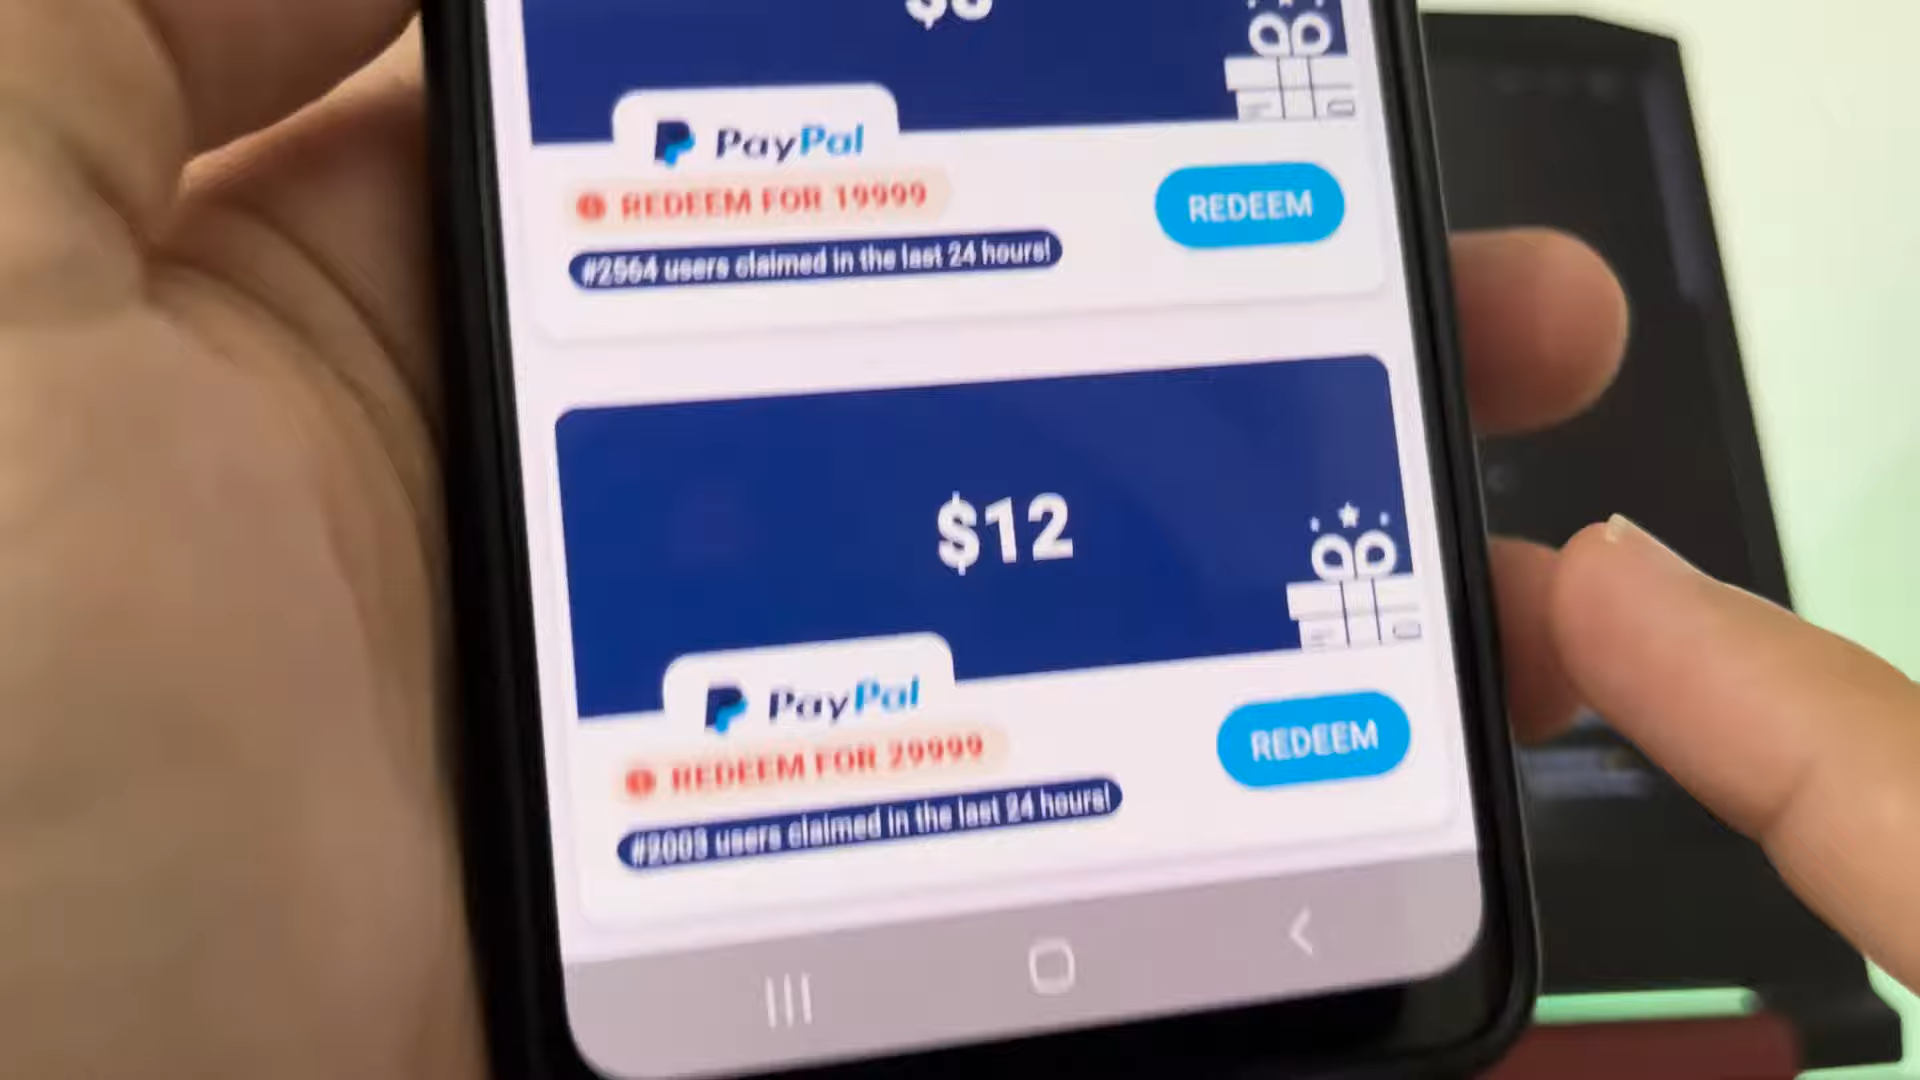 PayPal
REDEEM FOR 19999
REDEEM
#2564 users claimed in the last 24 hours!
$12
PayPal
REDEEM FOR 29999
REDEEM
#2003 users claimed in the last 24 hours!